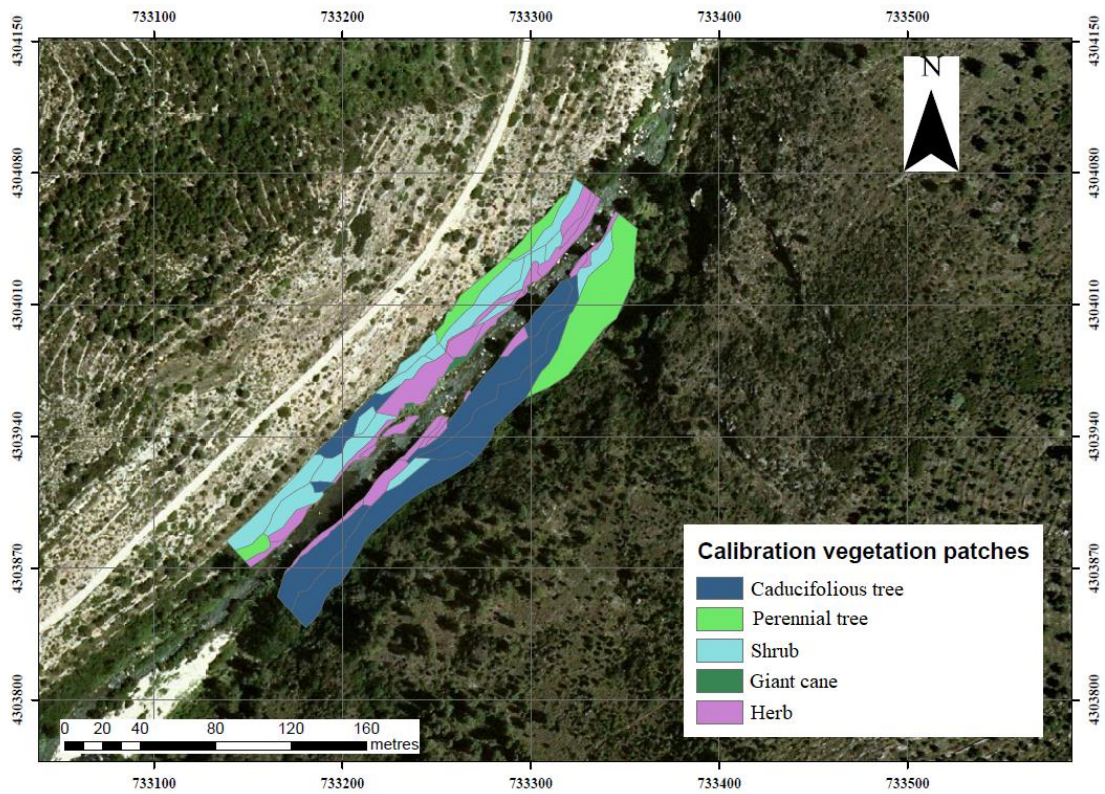 733100 733200 733300 733400 733500
4304150 4304150
N
4304080 4304080
4304010 4304010
4303940 4303940
Calibration vegetation patches
4303870 4303870
Caducifolious tree
Perennial tree
Shrub
Giant cane
Herb
4303800 4303800
0 20 40 80 120 160
metres
733100 733200 733300 733400 733500